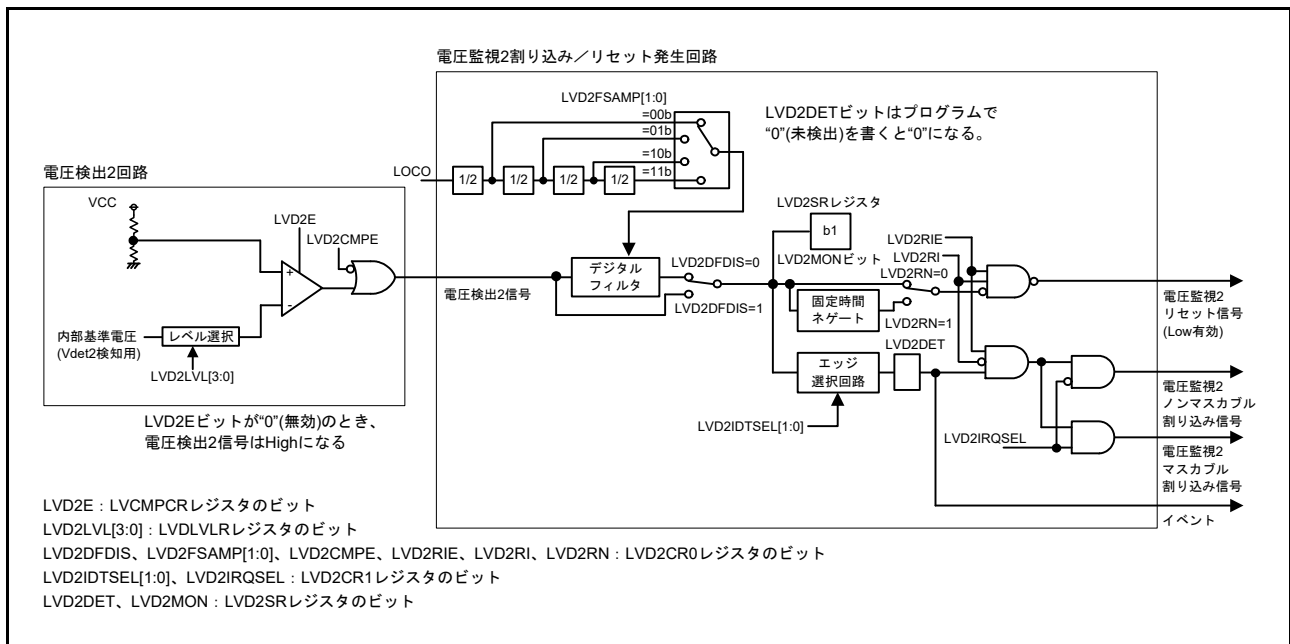 電圧監視2割り込み／リセット発生回路
LVD2FSAMP[1:0]
=00b
=01b
=10b
=11b
LOCO
1/2
1/2
1/2
1/2
LVD2DETビットはプログラムで
“0”(未検出)を書くと“0”になる。
電圧検出2回路
VCC
LVD2E
LVD2CMPE
+
-
内部基準電圧
(Vdet2検知用)
レベル選択
LVD2LVL[3:0]
LVD2Eビットが“0”(無効)のとき、
電圧検出2信号はHighになる
電圧検出2信号
デジタル
フィルタ
LVD2DFDIS=0
LVD2DFDIS=1
LVD2SRレジスタ
b1
LVD2MONビット
LVD2RIE
LVD2RI
LVD2RN=0
固定時間
ネゲート
LVD2RN=1
LVD2DET
エッジ
選択回路
LVD2IDTSEL[1:0]
LVD2IRQSEL
電圧監視2
リセット信号
(Low有効)
電圧監視2
ノンマスカブル
割り込み信号
電圧監視2
マスカブル
割り込み信号
イベント
LVD2E：LVCMPCRレジスタのビット
LVD2LVL[3:0]：LVDLVLRレジスタのビット
LVD2DFDIS、LVD2FSAMP[1:0]、LVD2CMPE、LVD2RIE、LVD2RI、LVD2RN：LVD2CR0レジスタのビット
LVD2IDTSEL[1:0]、LVD2IRQSEL：LVD2CR1レジスタのビット
LVD2DET、LVD2MON：LVD2SRレジスタのビット